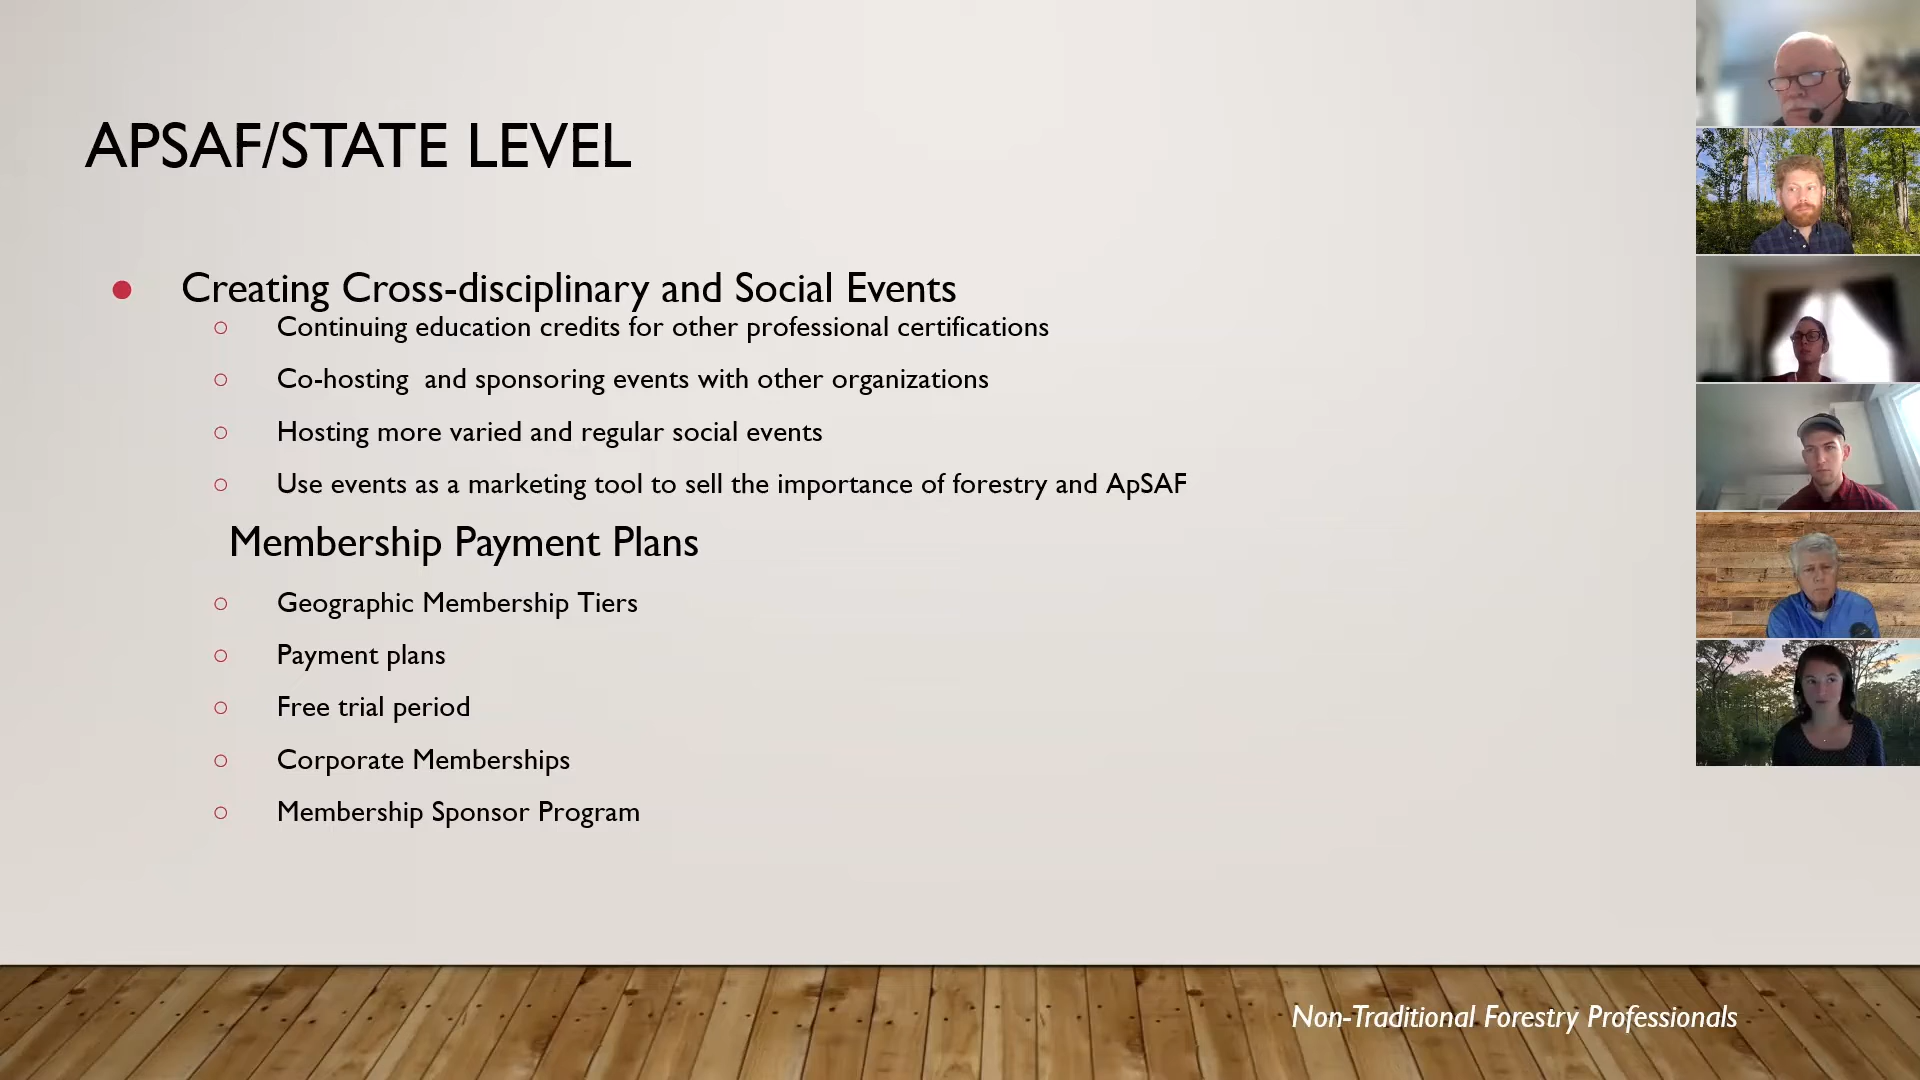 APSAF/STATE LEVEL
Creating Cross-disciplinary and Social Events
Continuing education credits for other professional certifications
Co-hosting  and sponsoring events with other organizations
Hosting more varied and regular social events
Use events as a marketing tool to sell the importance of forestry and ApSAF
Membership Payment Plans
Geographic Membership Tiers
Payment plans
Free trial period
Corporate Memberships
Membership Sponsor Program
Non-Traditional Forestry Professionals